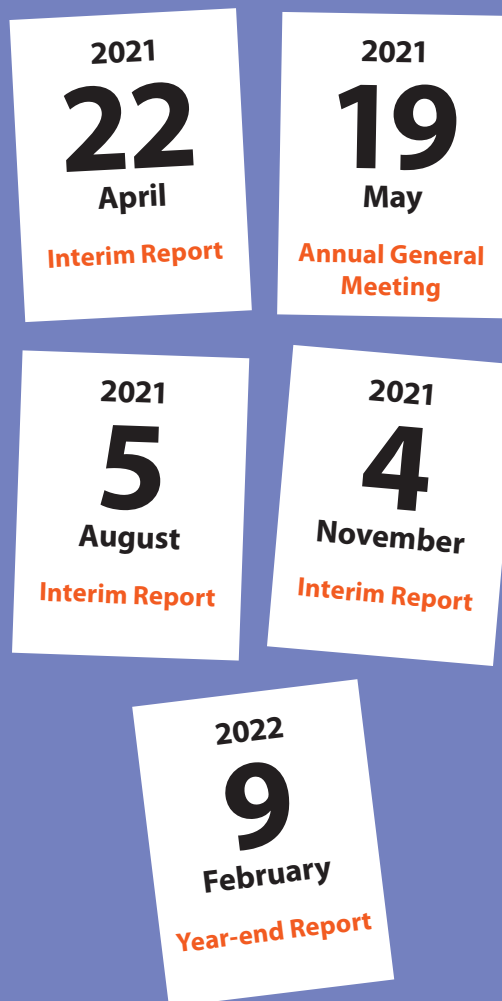 2021
22
April
Interim Report
2021
19
May
Annual General
Meeting
2021
5
August
Interim Report
2021
4
November
Interim Report
2022
9
February
Year-end Report